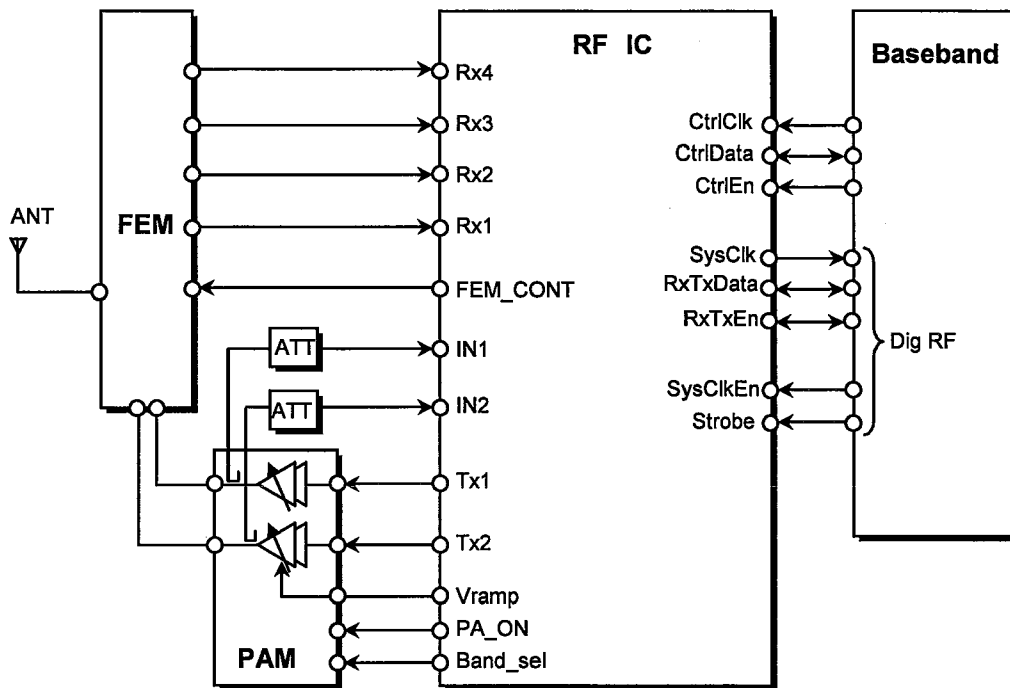 RF IC
Baseband
Rx4
Rx3
Rx2
Rx1
FEM_CONT
IN1
IN2
Tx1
Tx2
Vramp
PA_ON
Band_sel
CtrlClk
CtrlData
CtrlEn
SysClk
RxTxData
RxTxEn
SysClkEn
Strobe
Dig RF
ANT
FEM
ATT
ATT
PAM